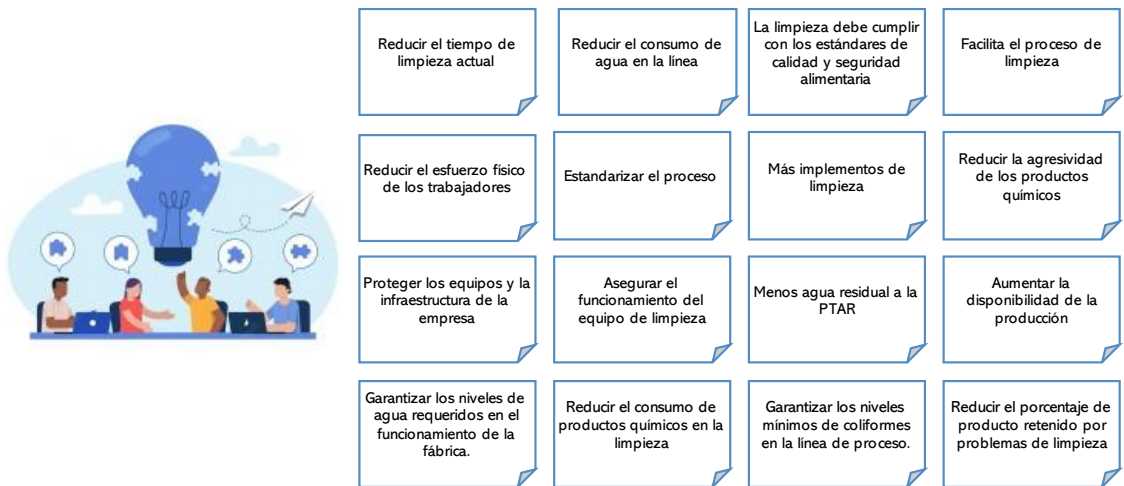 Reducir el tiempo de
limpieza actual
Reducir el consumo de
agua en la línea
La limpieza debe cumplir
con los estándares de
calidad y seguridad
alimentaria
Facilita el proceso de
limpieza
Reducir el esfuerzo físico
de los trabajadores
Estandarizar el proceso
Más implementos de
limpieza
Reducir la agresividad
de los productos
químicos
Proteger los equipos y la
infraestructura de la
empresa
Asegurar el
funcionamiento del
equipo de limpieza
Menos agua residual a la
PTAR
Aumentar la
disponibilidad de la
producción
Garantizar los niveles de
agua requeridos en el
funcionamiento de la
fábrica.
Reducir el consumo de
productos químicos en la
limpieza
Garantizar los niveles
mínimos de coliformes
en la línea de proceso.
Reducir el porcentaje de
producto retenido por
problemas de limpieza